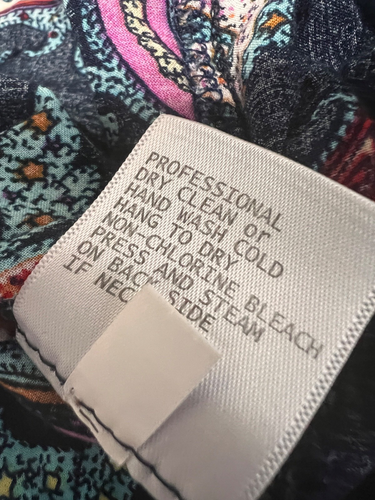 PROFESSIONAL
DRY CLEAN or
HAND WASH COLD
HANG TO DRY
NON-CHLORINE BLEACH
PRESS AND STEAM
ON BACK SIDE
IF